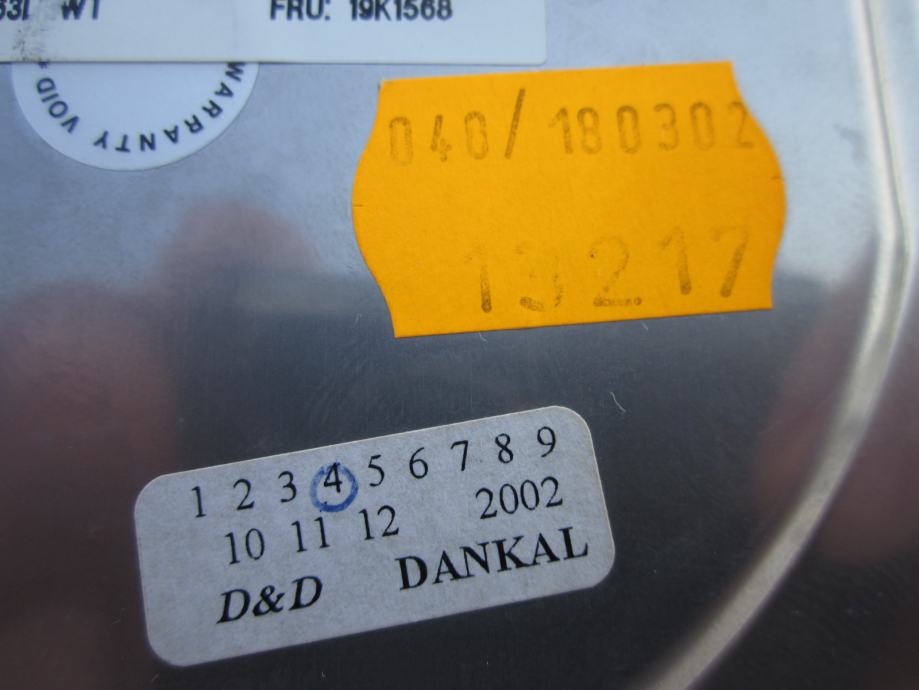 FRU: 19K1568
WARRANTY VOID
040/180302
13217
1 2 3 4 5 6 7 8 9
10 11 12 2002
D&D DANKAL